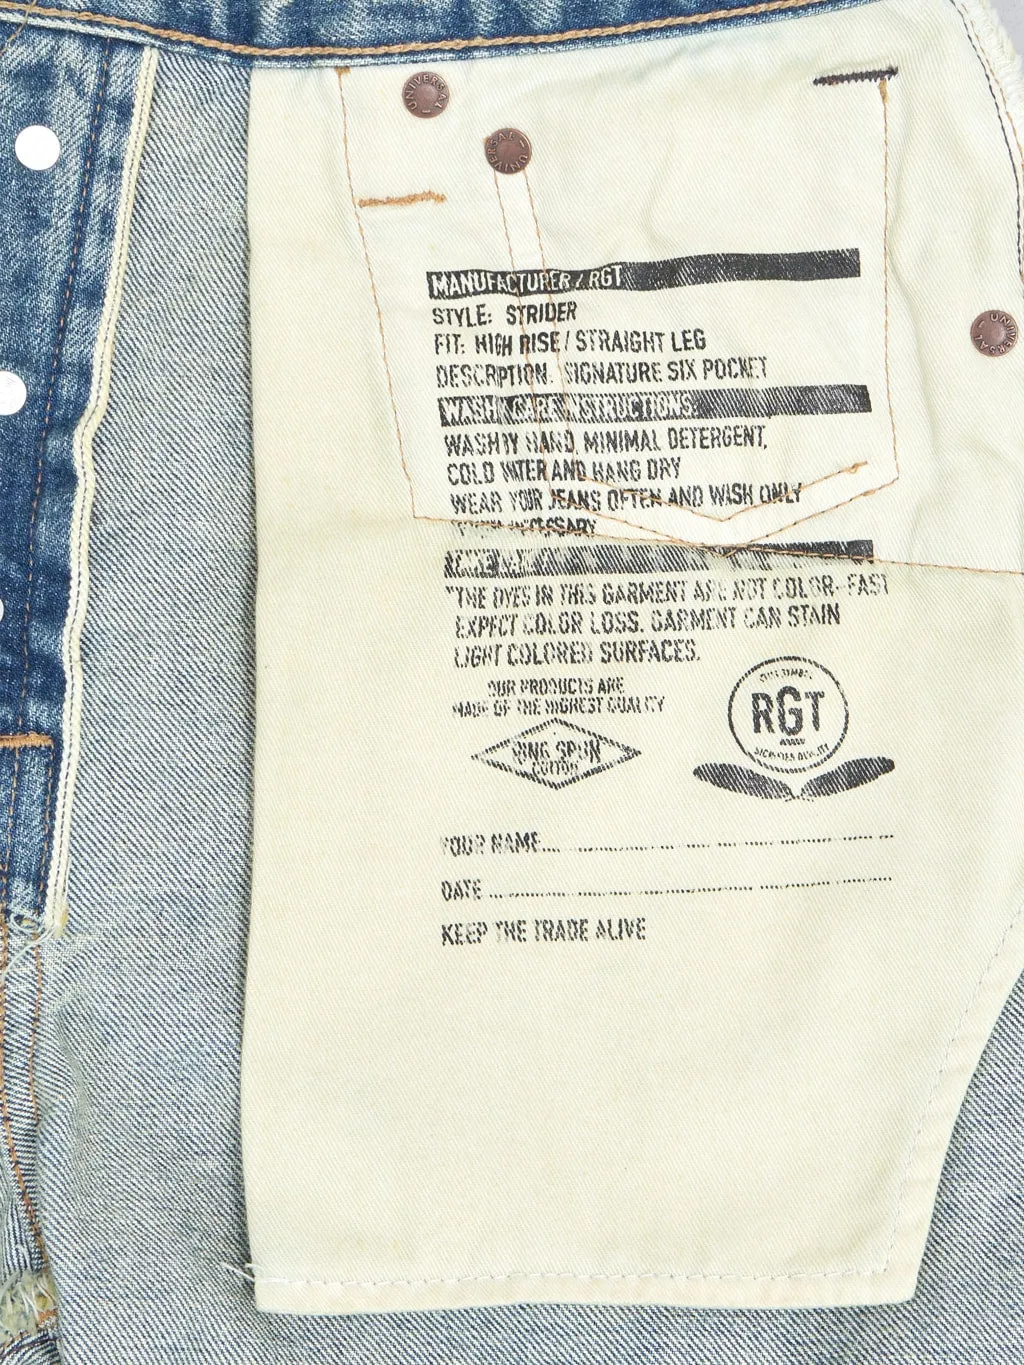 UNIVERSAL
UNIVERSAL
UNIVERSAL
MANUFACTURER / RGT
STYLE: STRIDER
FIT: HIGH RISE / STRAIGHT LEG
DESCRIPTION: SIGNATURE SIX POCKET
WASH / CARE INSTRUCTIONS:
WASH BY HAND, MINIMAL DETERGENT,
COLD WATER AND HANG DRY
WEAR YOUR JEANS OFTEN AND WASH ONLY
WHEN NECESSARY
*THE DYES IN THIS GARMENT ARE NOT COLOR-FAST
EXPECT COLOR LOSS. GARMENT CAN STAIN
LIGHT COLORED SURFACES.
OUR PRODUCTS ARE
MADE OF THE HIGHEST QUALITY
RING SPUN
COTTON
RGT
YOUR NAME...
DATE ...
KEEP THE TRADE ALIVE